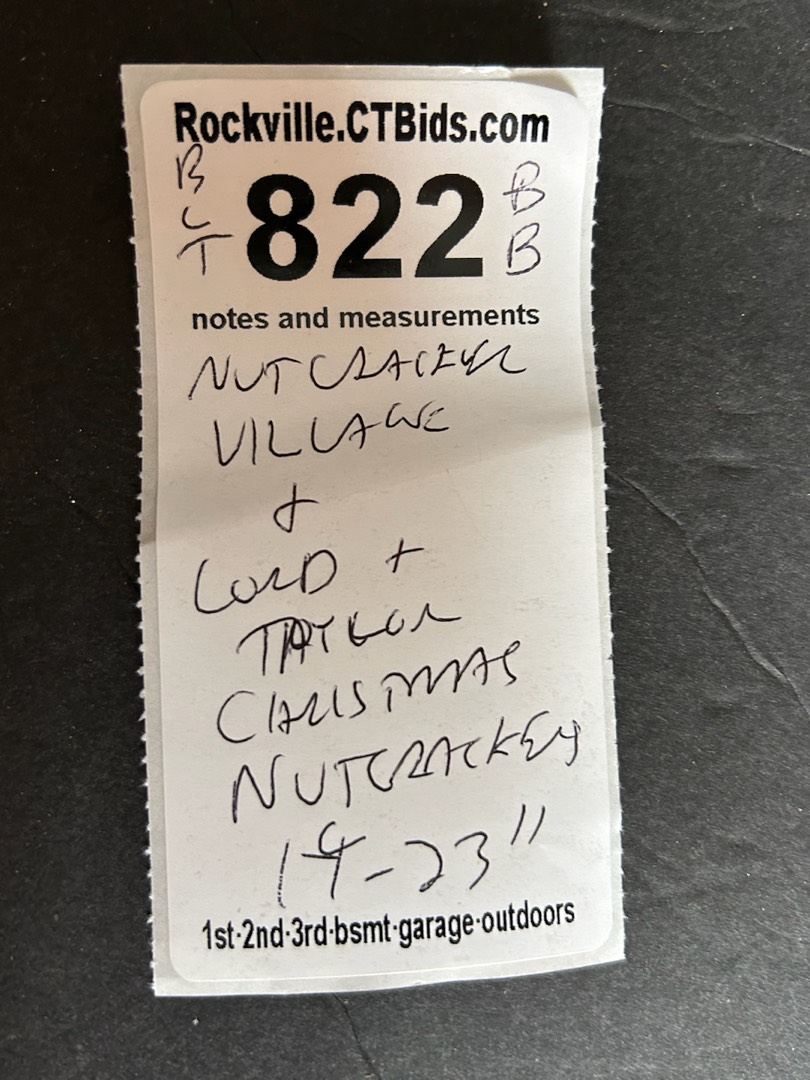 Rockville.CTBids.com
B
L
T
822
B
B
notes and measurements
NUTCRACKER
VILLAGE
+
LORD +
TAYLOR
CHRISTMAS
NUTCRACKER
14-23"
1st·2nd·3rd·bsmt·garage·outdoors